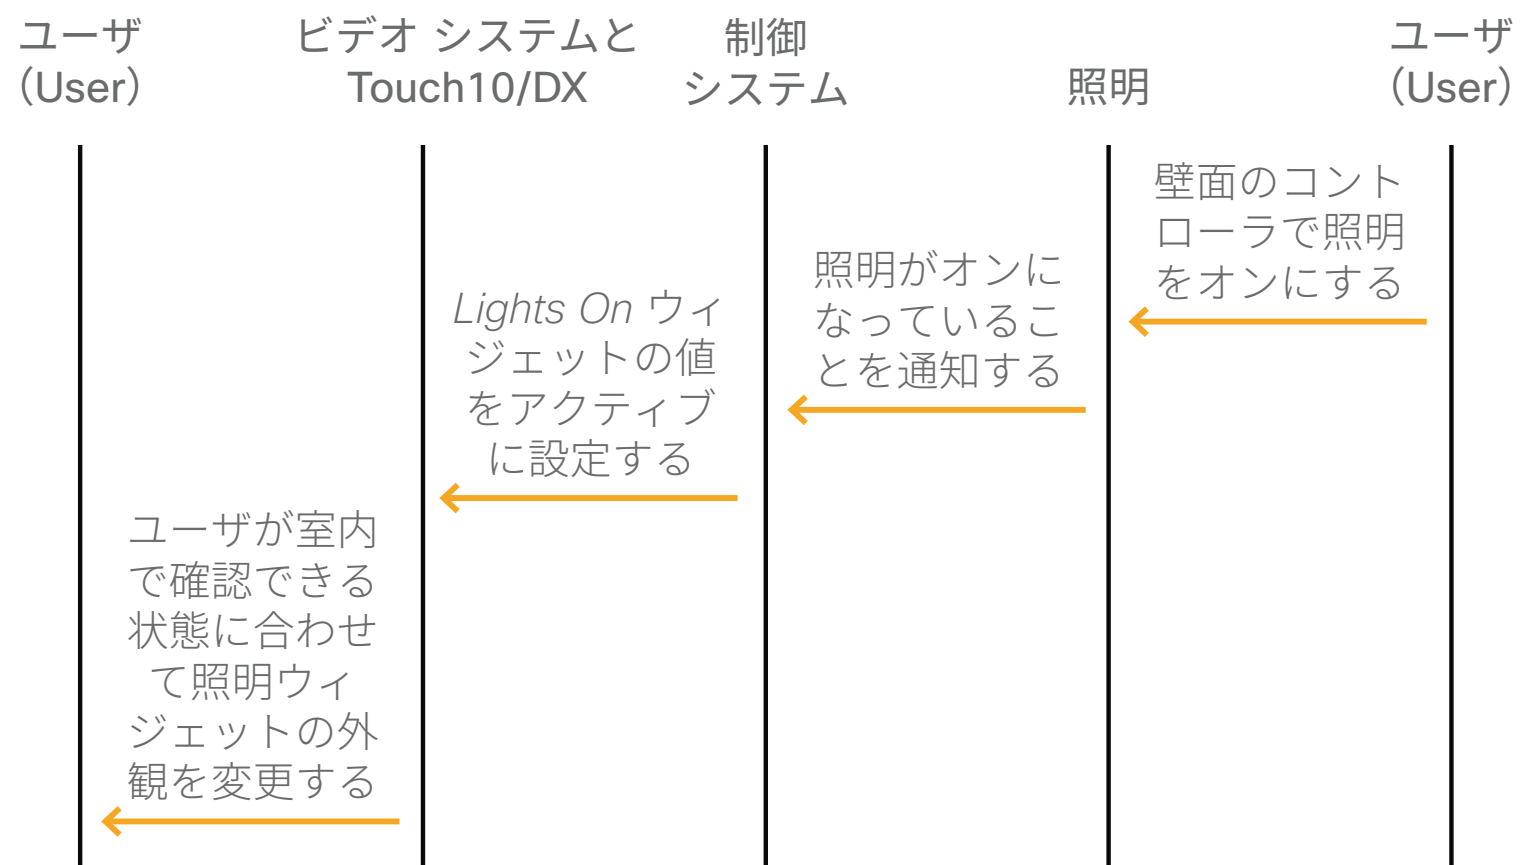 ユーザ
（User）
ビデオ システムと
Touch10/DX
制御
システム
照明
ユーザ
（User）
壁面のコント
ローラで照明
をオンにする
照明がオンに
なっているこ
とを通知する
Lights On ウィ
ジェットの値
をアクティブ
に設定する
ユーザが室内
で確認できる
状態に合わせ
て照明ウィ
ジェットの外
観を変更する